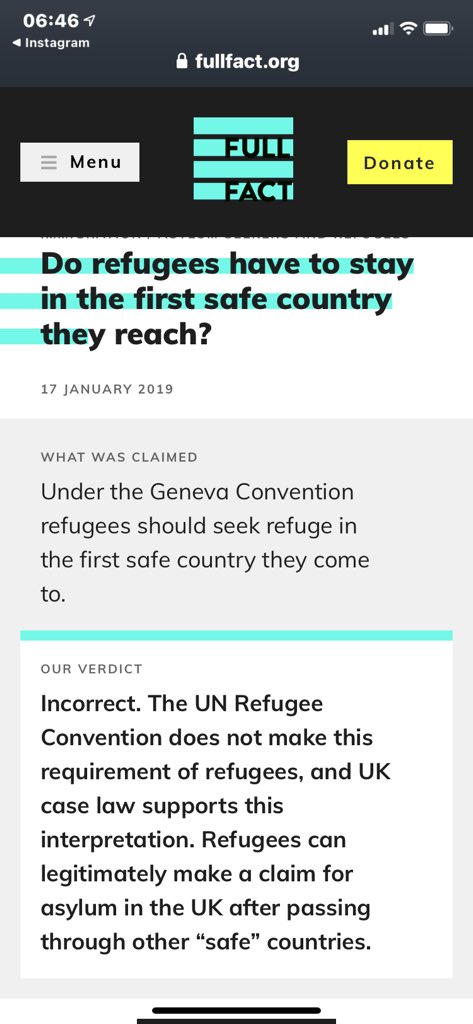 06:46
Instagram
fullfact.org
Menu
FULL
FACT
Donate
Do refugees have to stay
in the first safe country
they reach?
17 JANUARY 2019
WHAT WAS CLAIMED
Under the Geneva Convention
refugees should seek refuge in
the first safe country they come
to.
OUR VERDICT
Incorrect. The UN Refugee
Convention does not make this
requirement of refugees, and UK
case law supports this
interpretation. Refugees can
legitimately make a claim for
asylum in the UK after passing
through other “safe” countries.